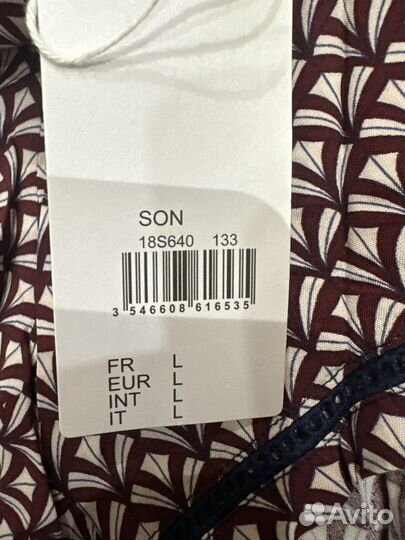 SON
18S640 133
3 546608 616535
FR L
EUR L
INT L
IT L
Avito